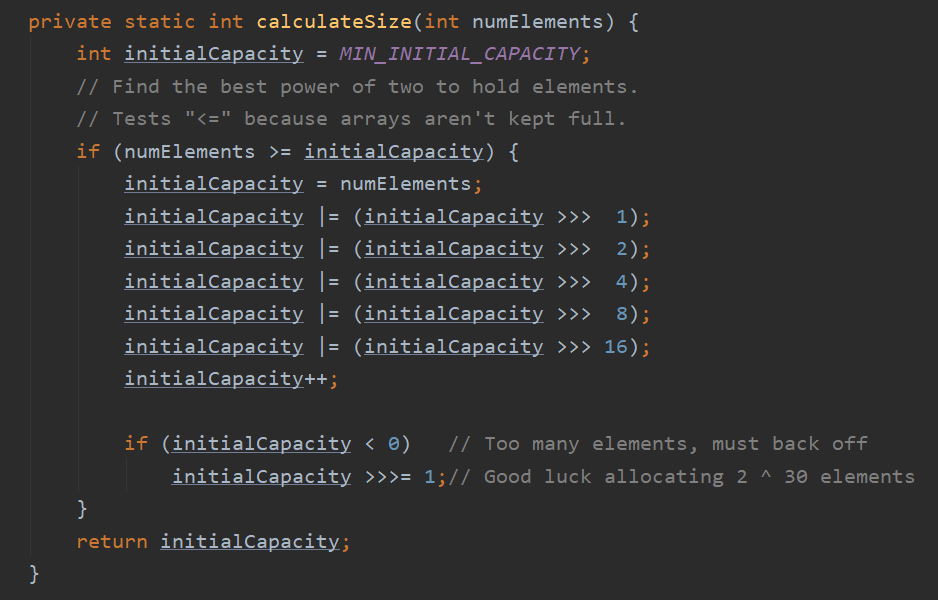 private static int calculateSize(int numElements) {
    int initialCapacity = MIN_INITIAL_CAPACITY;
    // Find the best power of two to hold elements.
    // Tests "<=" because arrays aren't kept full.
    if (numElements >= initialCapacity) {
        initialCapacity = numElements;
        initialCapacity |= (initialCapacity >>>  1);
        initialCapacity |= (initialCapacity >>>  2);
        initialCapacity |= (initialCapacity >>>  4);
        initialCapacity |= (initialCapacity >>>  8);
        initialCapacity |= (initialCapacity >>> 16);
        initialCapacity++;

        if (initialCapacity < 0)   // Too many elements, must back off
            initialCapacity >>>= 1;// Good luck allocating 2 ^ 30 elements
    }
    return initialCapacity;
}